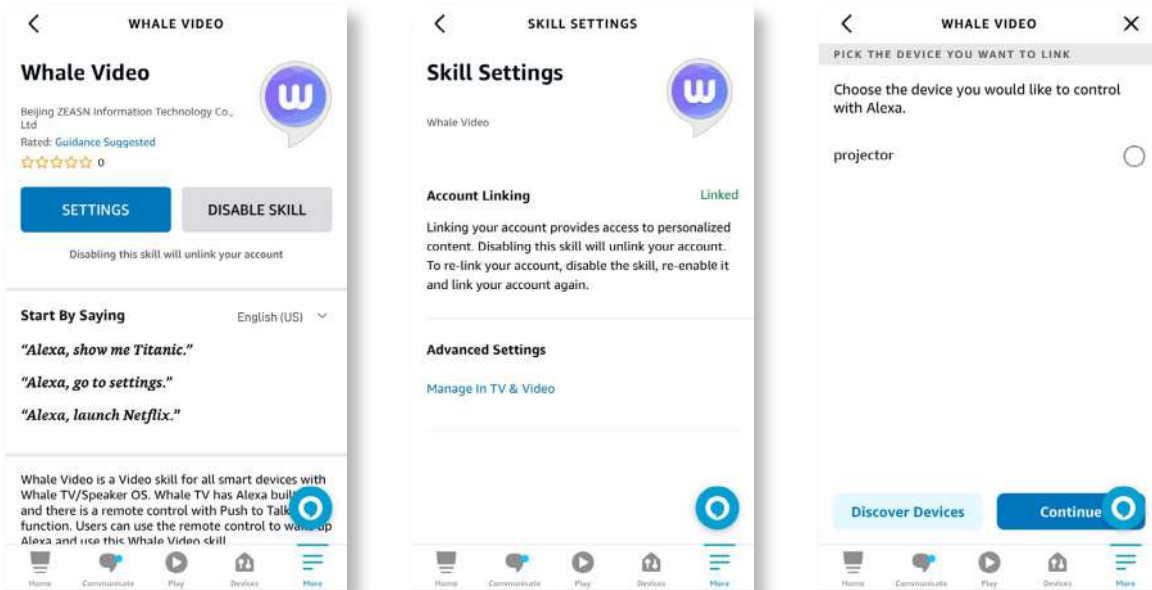 WHALE VIDEO
Whale Video
Beijing ZEASN Information Technology Co.,
Ltd
Rated: Guidance Suggested
0
SETTINGS
DISABLE SKILL
Disabling this skill will unlink your account
Start By Saying
English (US)
“Alexa, show me Titanic.”
“Alexa, go to settings.”
“Alexa, launch Netflix.”
Whale Video is a Video skill for all smart devices with
Whale TV/Speaker OS. Whale TV has Alexa
and there is a remote control with Push to Talk
function. Users can use the remote control to up
Alexa and use this Whale Video skill
Home
Communicate
Play
Devices
More
SKILL SETTINGS
Skill Settings
Whale Video
w
Account Linking
Linked
Linking your account provides access to personalized
content. Disabling this skill will unlink your account.
To re-link your account, disable the skill, re-enable it
and link your account again.
Advanced Settings
Manage In TV & Video
Home
Communicate
Play
Devices
More
WHALE VIDEO
PICK THE DEVICE YOU WANT TO LINK
Choose the device you would like to control
with Alexa.
projector
Discover Devices
Continue
Home
Communicate
Play
Devices
More